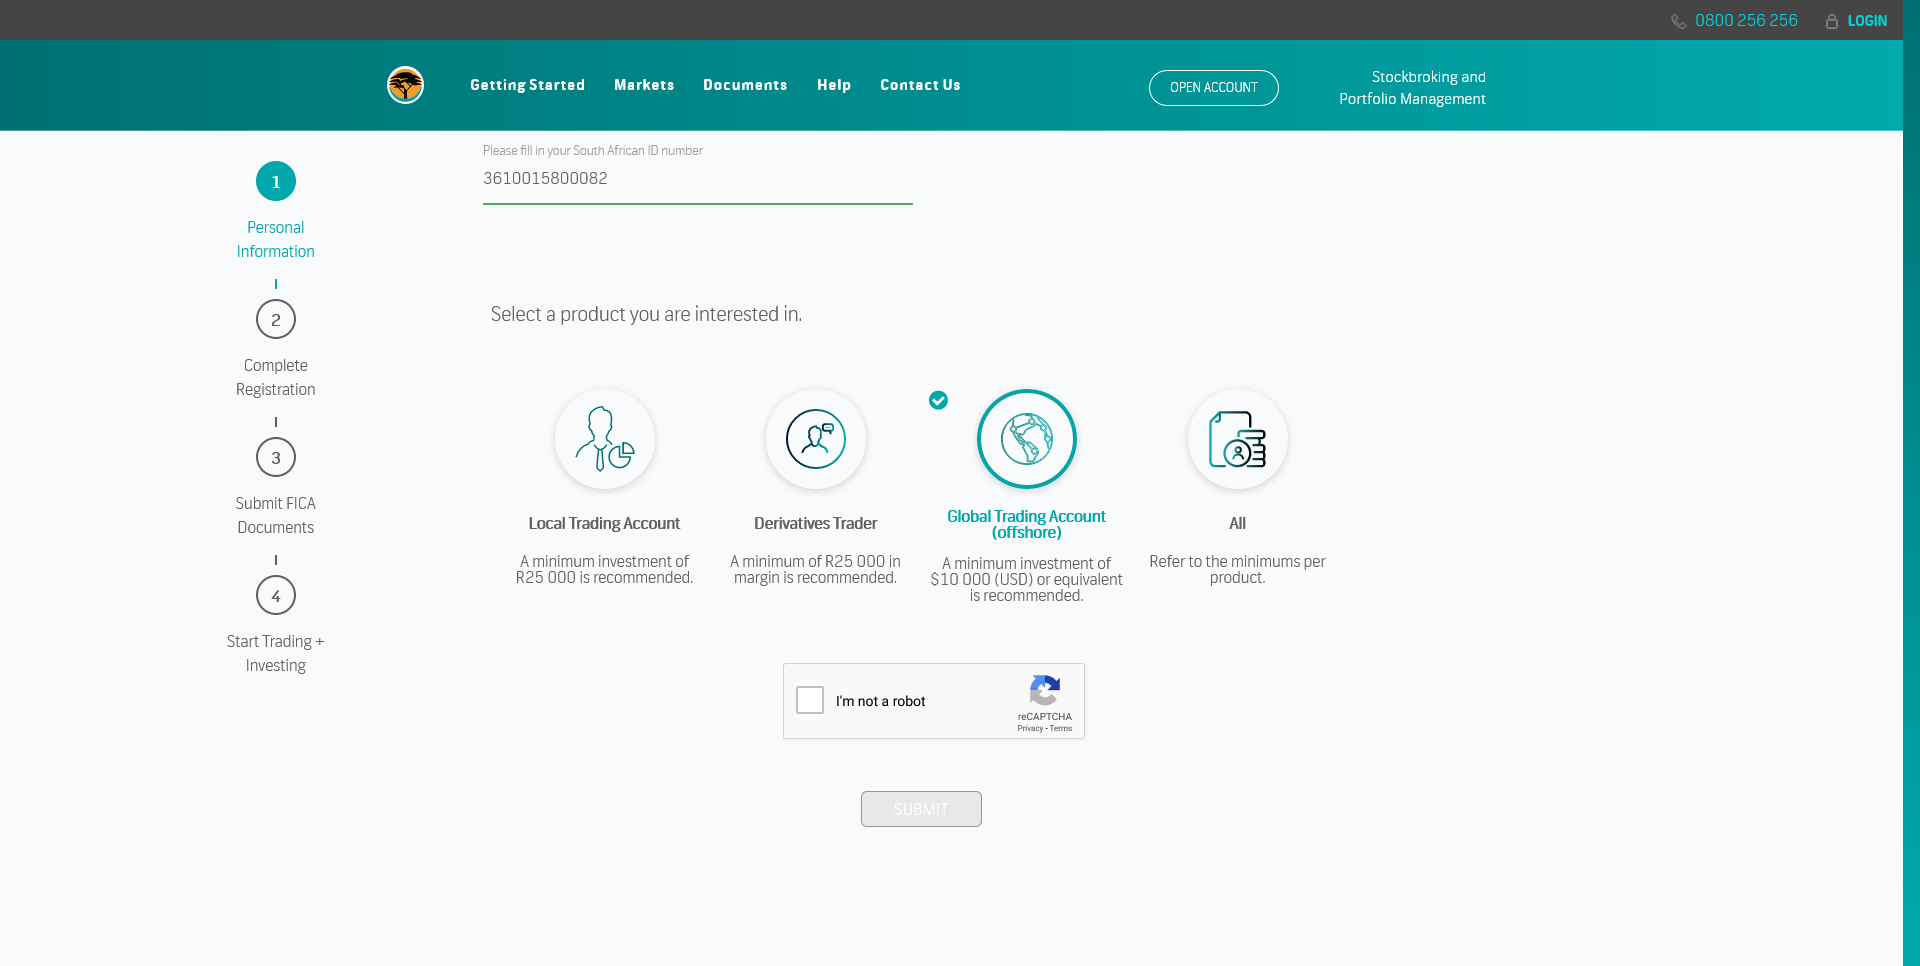 0800 256 256
LOGIN
Getting Started
Markets
Documents
Help
Contact Us
OPEN ACCOUNT
Stockbroking and
Portfolio Management
1
Personal
Information
2
Complete
Registration
3
Submit FICA
Documents
4
Start Trading +
Investing
Please fill in your South African ID number
3610015800082
Select a product you are interested in.
Local Trading Account
A minimum investment of
R25 000 is recommended.
Derivatives Trader
A minimum of R25 000 in
margin is recommended.
Global Trading Account
(offshore)
A minimum investment of
$10 000 (USD) or equivalent
is recommended.
All
Refer to the minimums per
product.
I'm not a robot
reCAPTCHA
Privacy - Terms
SUBMIT